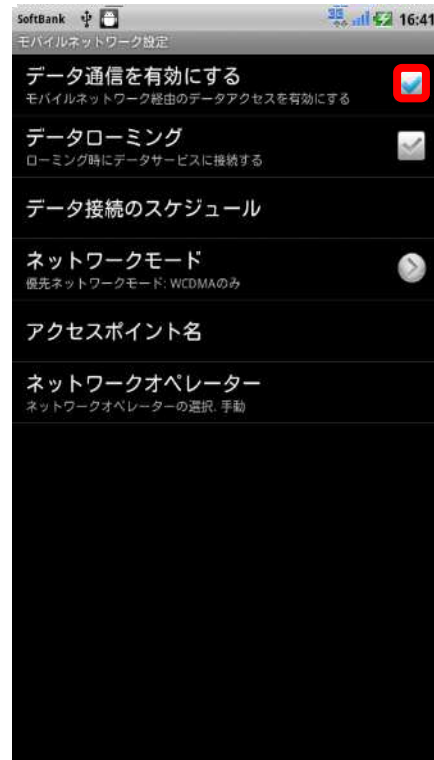 SoftBank 3G 16:41
モバイルネットワーク設定
データ通信を有効にする
モバイルネットワーク経由のデータアクセスを有効にする
データローミング
ローミング時にデータサービスに接続する
データ接続のスケジュール
ネットワークモード
優先ネットワークモード: WCDMAのみ
アクセスポイント名
ネットワークオペレーター
ネットワークオペレーターの選択. 手動